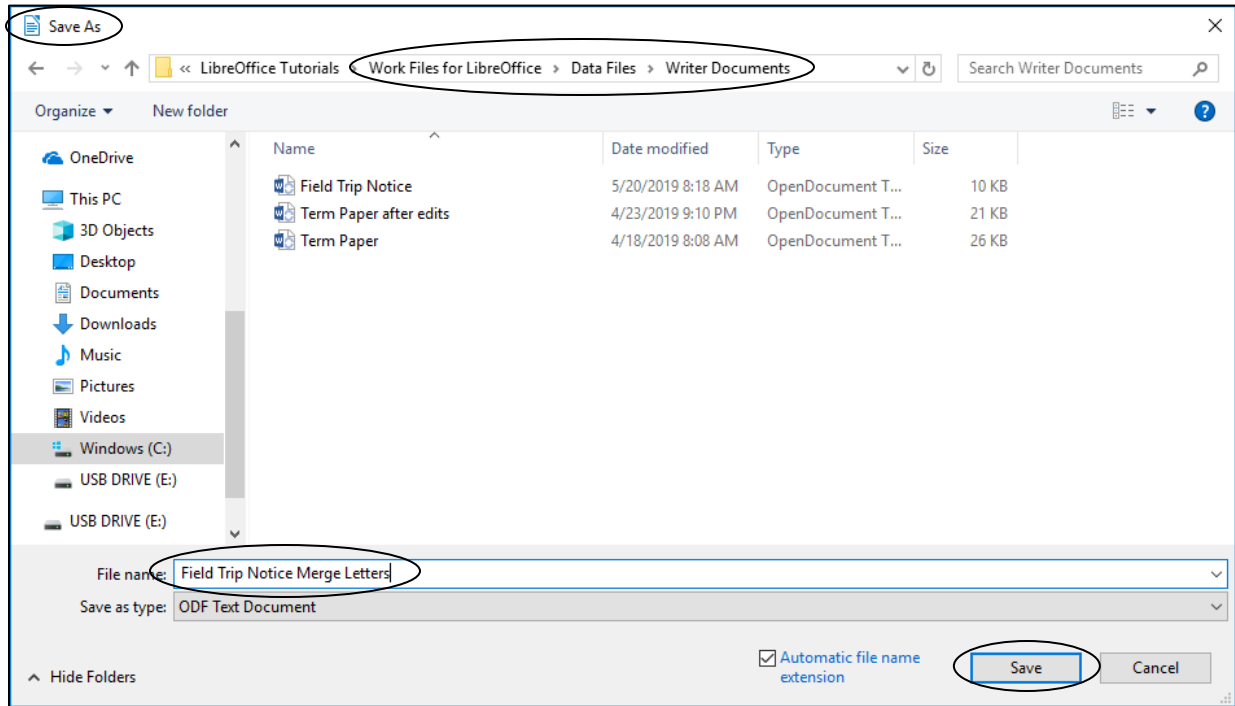 Save As
« LibreOffice Tutorials › Work Files for LibreOffice › Data Files › Writer Documents
Search Writer Documents
Organize New folder
Name Date modified Type Size
OneDrive
This PC
3D Objects
Desktop
Documents
Downloads
Music
Pictures
Videos
Windows (C:)
USB DRIVE (E:)
USB DRIVE (E:)
Field Trip Notice 5/20/2019 8:18 AM OpenDocument T... 10 KB
Term Paper after edits 4/23/2019 9:10 PM OpenDocument T... 21 KB
Term Paper 4/18/2019 8:08 AM OpenDocument T... 26 KB
File name: Field Trip Notice Merge Letters
Save as type: ODF Text Document
Automatic file name
extension
Hide Folders
Save Cancel